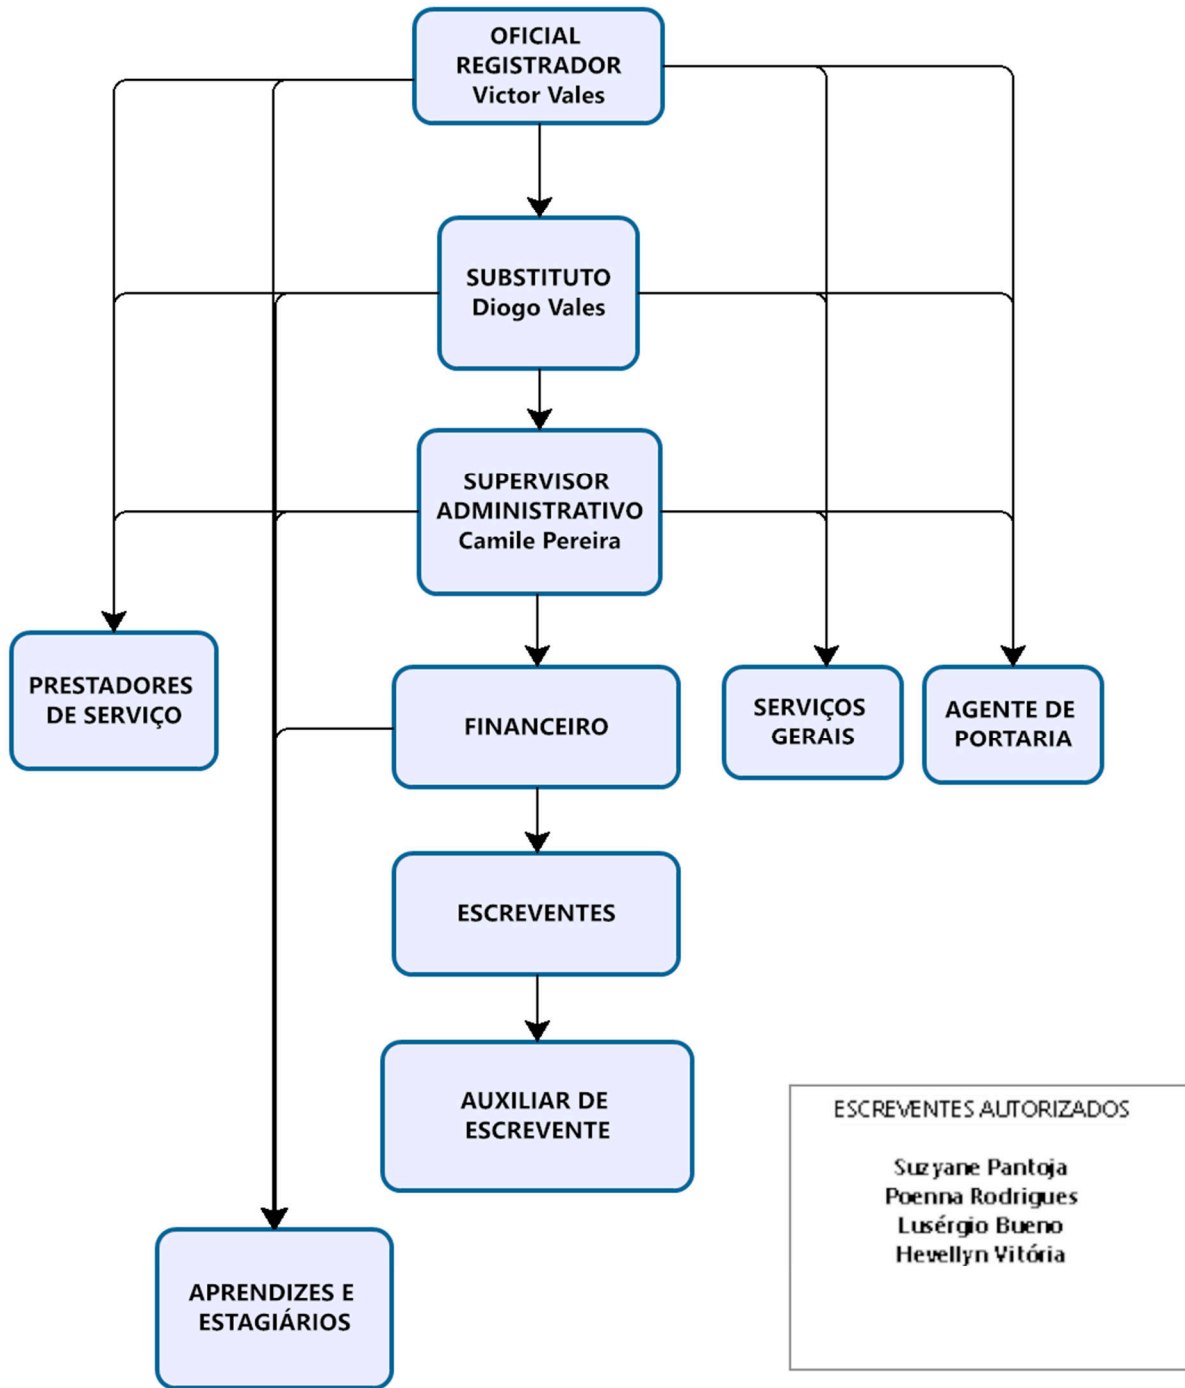 OFICIAL
REGISTRADOR
Victor Vales
SUBSTITUTO
Diogo Vales
SUPERVISOR
ADMINISTRATIVO
Camile Pereira
PRESTADORES
DE SERVIÇO
FINANCEIRO
SERVIÇOS
GERAIS
AGENTE DE
PORTARIA
ESCREVENTES
AUXILIAR DE
ESCREVENTE
APRENDIZES E
ESTAGIÁRIOS
ESCREVENTES AUTORIZADOS
Suzyane Pantoja
Poenna Rodrigues
Lusérgio Bueno
Hevellyn Vitória